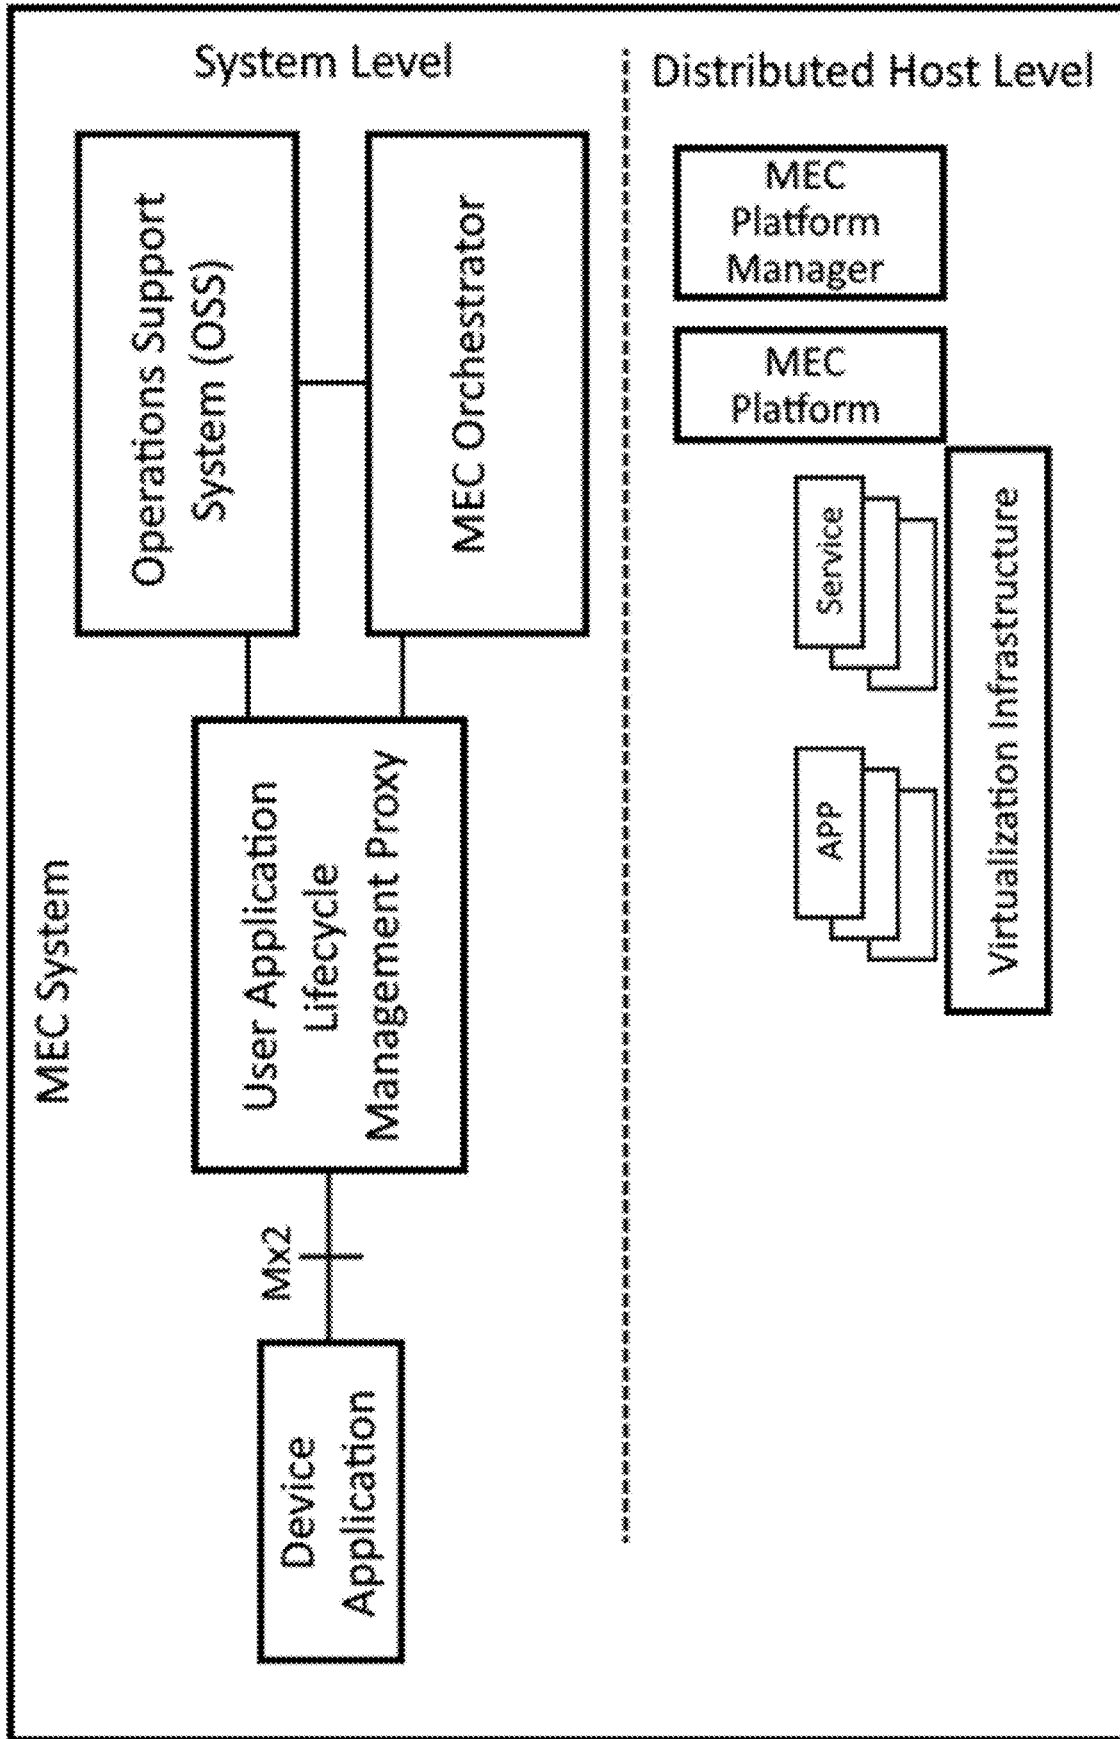 MEC System
System Level
Device
Application
Mx2
User Application
Lifecycle
Management Proxy
Operations Support
System (OSS)
MEC Orchestrator
Distributed Host Level
MEC
Platform
Manager
MEC
Platform
Service
APP
Virtualization Infrastructure